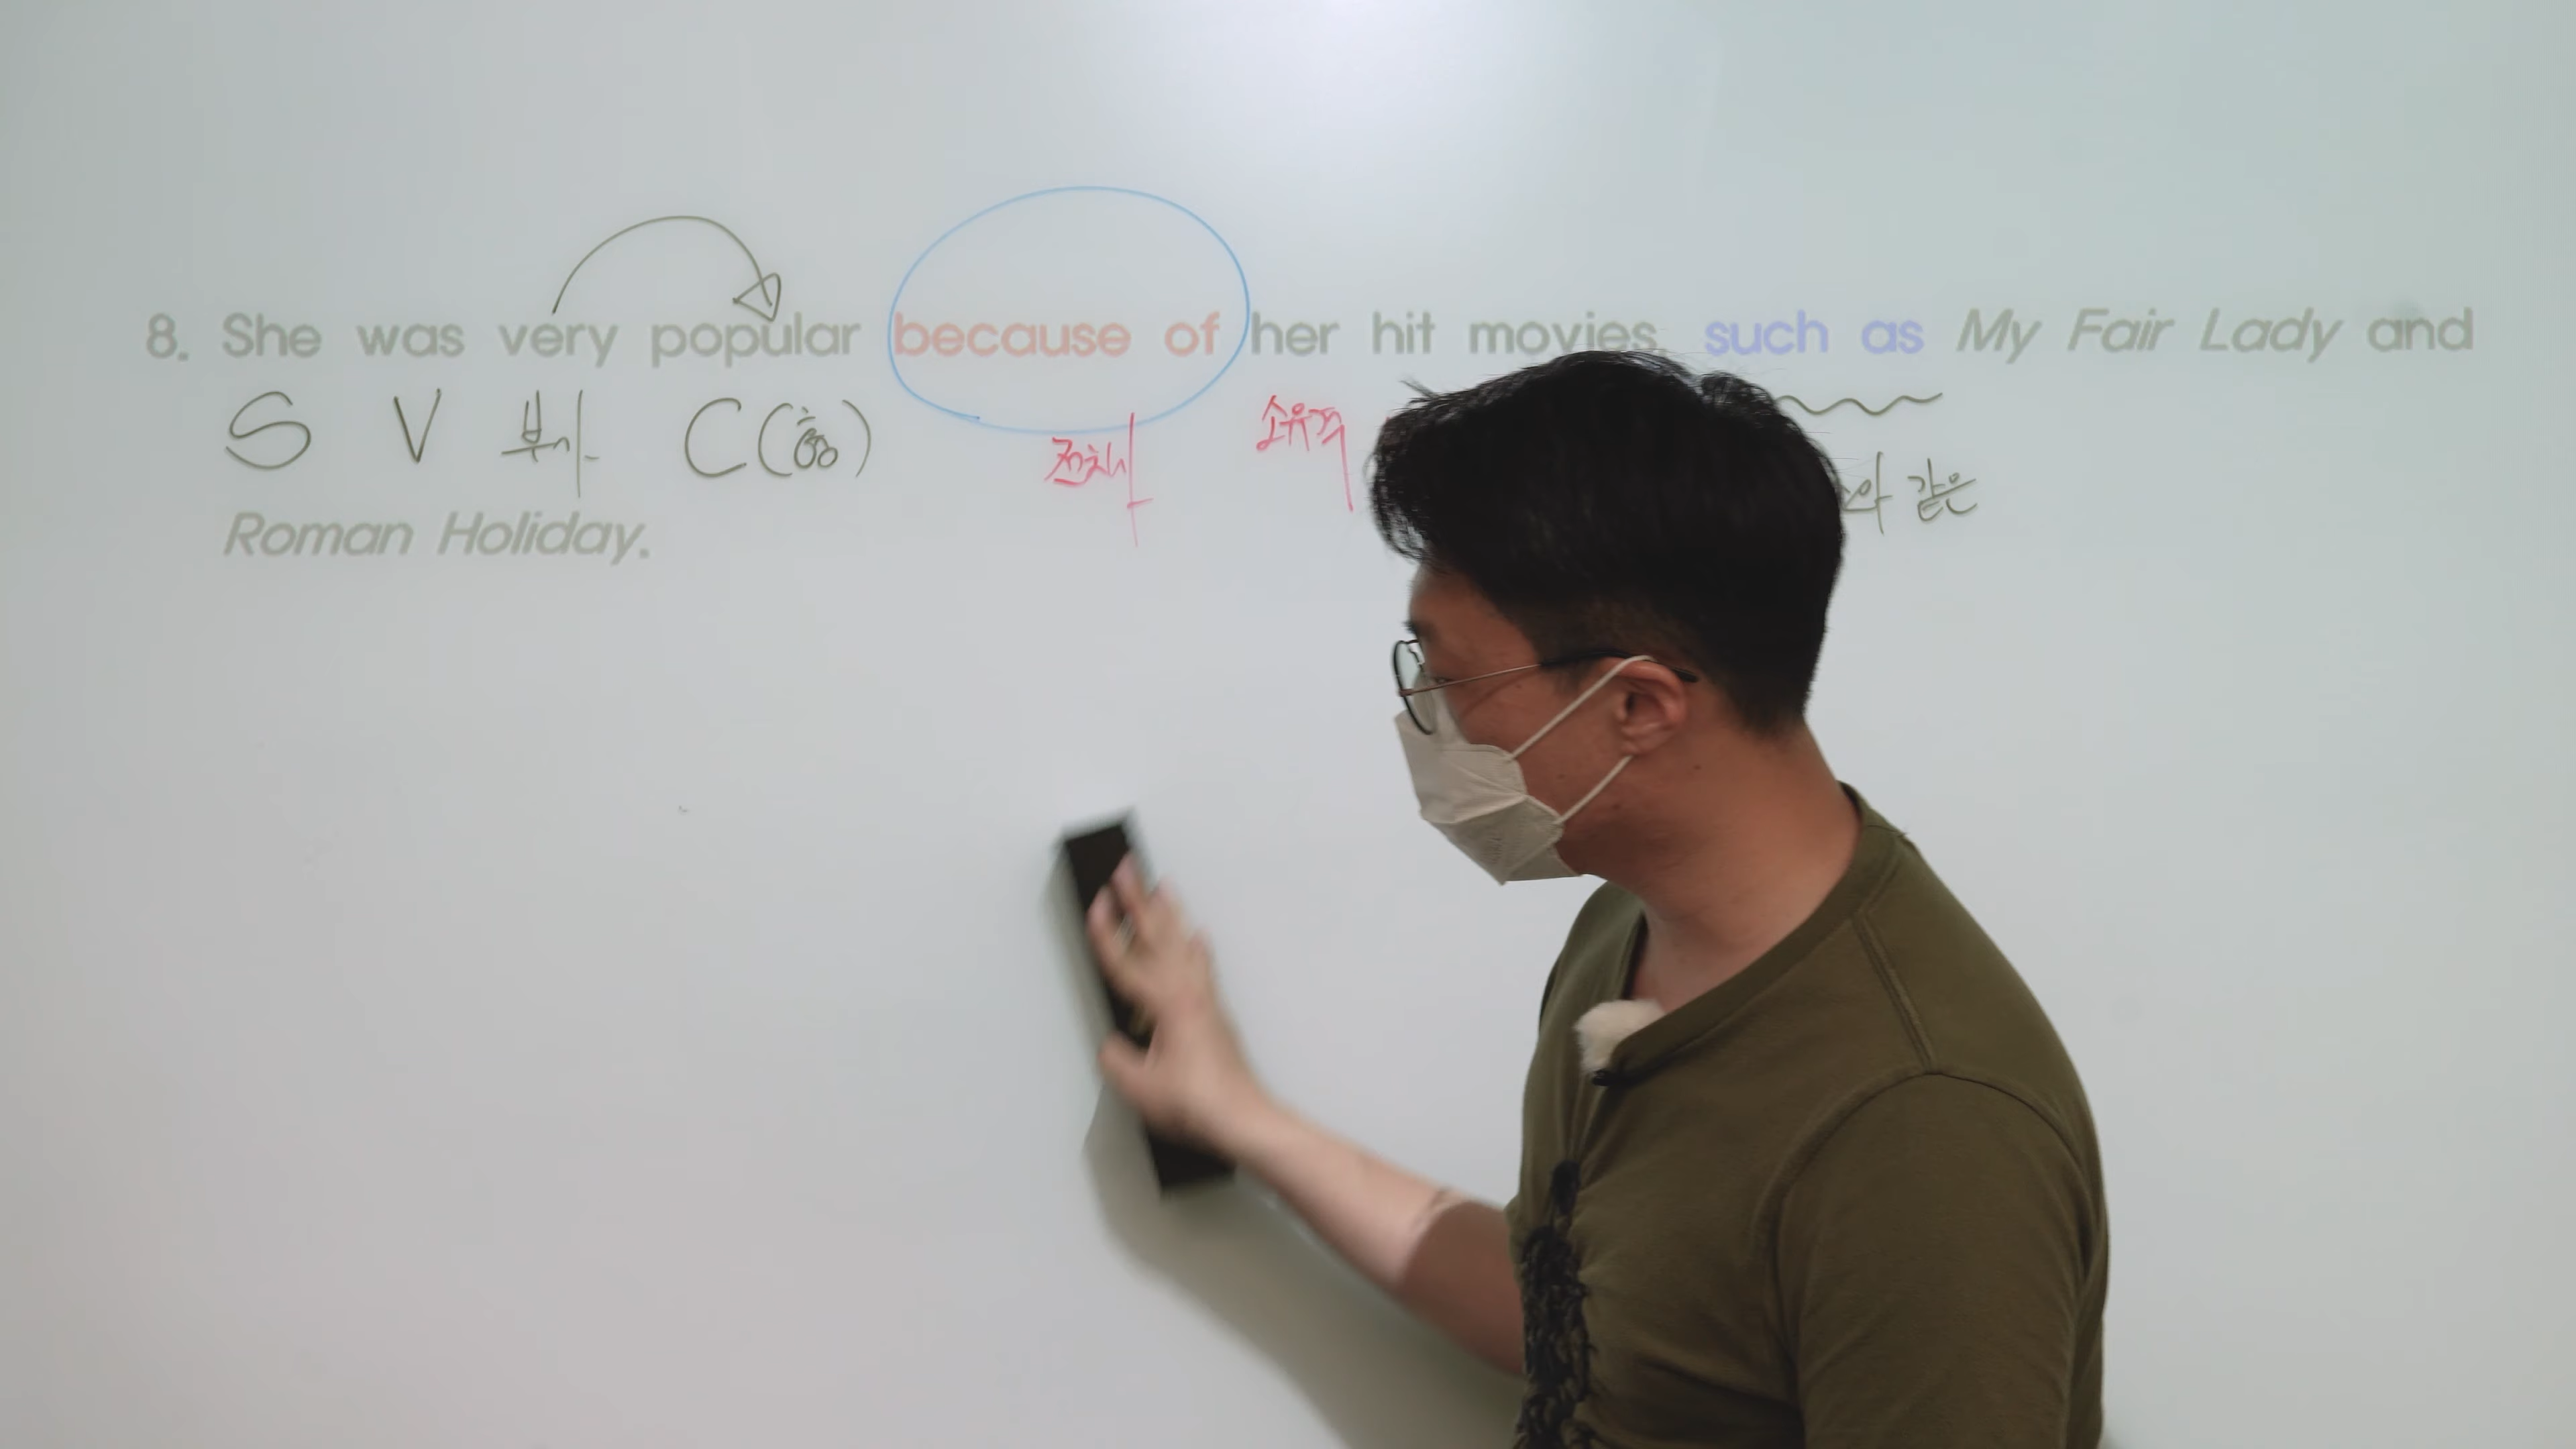 8. She was very popular because of her hit movies such as My Fair Lady and
S V 부사 C(형) 전치사 소유격 와 같은
Roman Holiday.